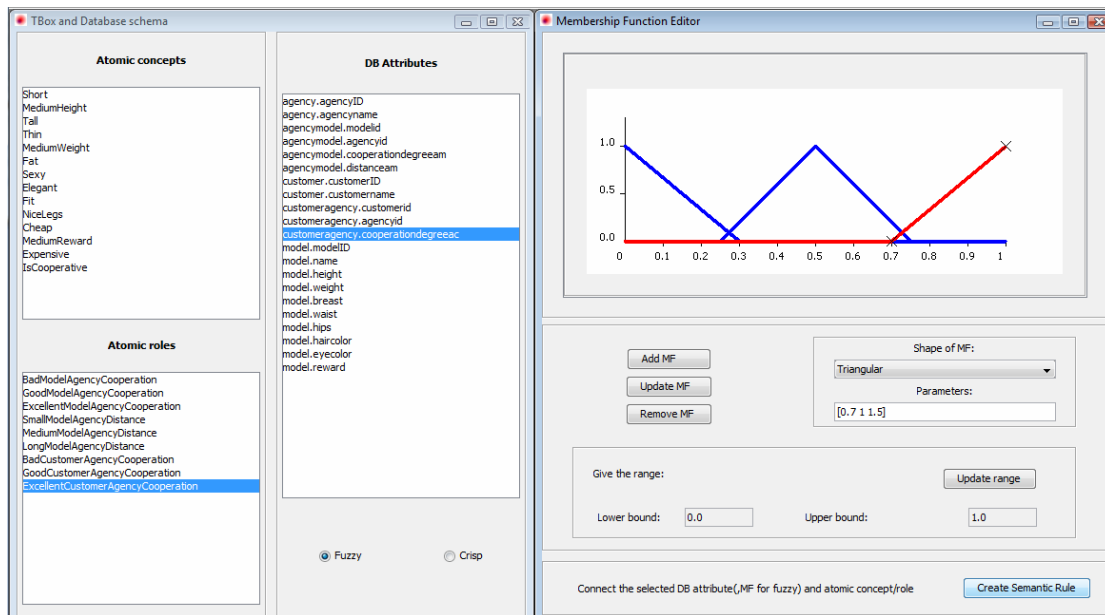 TBox and Database schema
Atomic concepts
Short
MediumHeight
Tall
Thin
MediumWeight
Fat
Sexy
Elegant
Fit
NiceLegs
Cheap
MediumReward
Expensive
IsCooperative
Atomic roles
BadModelAgencyCooperation
GoodModelAgencyCooperation
ExcellentModelAgencyCooperation
SmallModelAgencyDistance
MediumModelAgencyDistance
LongModelAgencyDistance
BadCustomerAgencyCooperation
GoodCustomerAgencyCooperation
ExcellentCustomerAgencyCooperation
DB Attributes
agency.agencyID
agency.agencyname
agencymodel.modelid
agencymodel.agencyid
agencymodel.cooperationdegreeam
agencymodel.distanceam
customer.customerID
customer.customername
customeragency.customerid
customeragency.agencyid
customeragency.cooperationdegreeac
model.modelID
model.name
model.height
model.weight
model.breast
model.waist
model.hips
model.haircolor
model.eyecolor
model.reward
Fuzzy Crisp
Membership Function Editor
1.0
0.5
0.0
0 0.1 0.2 0.3 0.4 0.5 0.6 0.7 0.8 0.9 1
Add MF
Update MF
Remove MF
Shape of MF:
Triangular
Parameters:
[0.7 1 1.5]
Give the range:
Update range
Lower bound: 0.0 Upper bound: 1.0
Connect the selected DB attribute(,MF for fuzzy) and atomic concept/role Create Semantic Rule